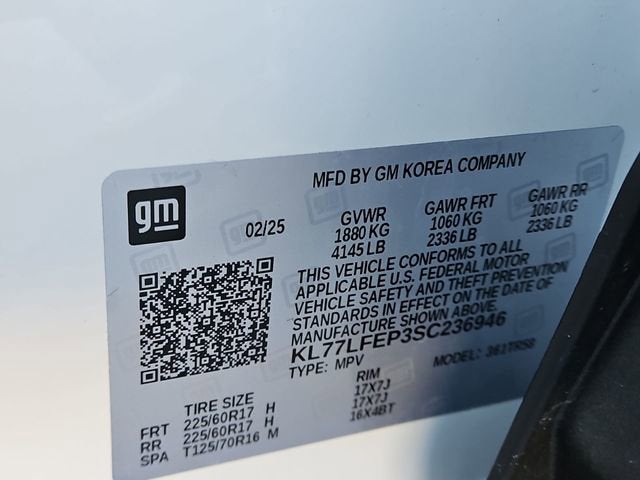 MFD BY GM KOREA COMPANY
gm
02/25
GVWR
1880 KG
4145 LB
GAWR FRT
1060 KG
2336 LB
GAWR RR
1060 KG
2336 LB
THIS VEHICLE CONFORMS TO ALL
APPLICABLE U.S. FEDERAL MOTOR
VEHICLE SAFETY AND THEFT PREVENTION
STANDARDS IN EFFECT ON THE DATE OF
MANUFACTURE SHOWN ABOVE.
KL77LFEP3SC236946
TYPE: MPV
MODEL:
TIRE SIZE
RIM
FRT 225/60R17 H 17X7J
RR 225/60R17 H 17X7J
SPA T125/70R16 M 16X4BT